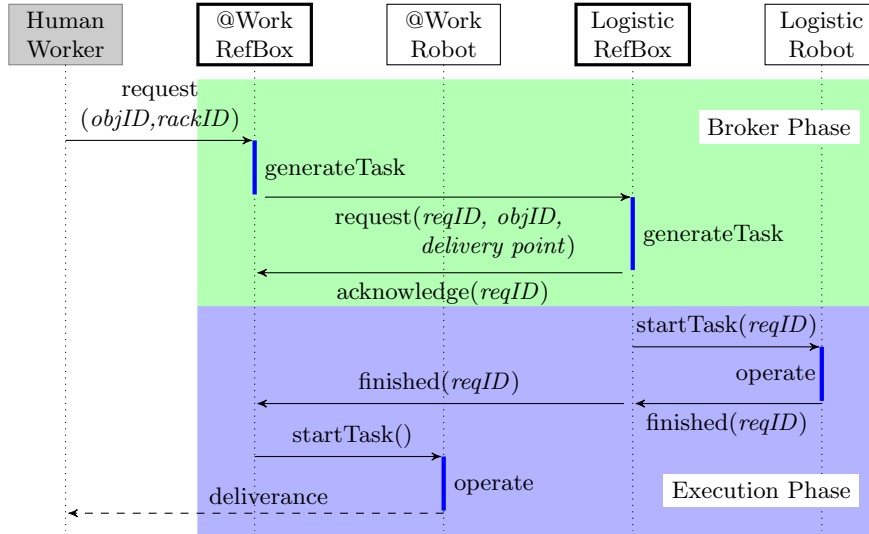 Human
Worker
@Work
RefBox
@Work
Robot
Logistic
RefBox
Logistic
Robot
request
(objID,rackID)
Broker Phase
generateTask
request(reqID, objID,
delivery point)
generateTask
acknowledge(reqID)
startTask(reqID)
operate
finished(reqID)
finished(reqID)
startTask()
operate
Execution Phase
deliverance